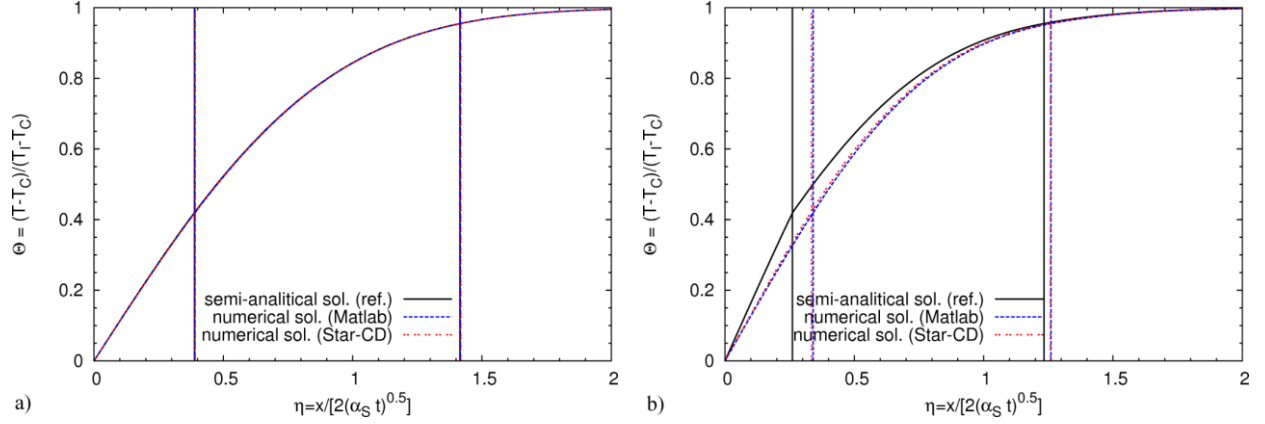 1
0.8
0.6
0.4
0.2
0
Θ = (T-T_C)/(T_I-T_C)
semi-analitical sol. (ref.)
numerical sol. (Matlab)
numerical sol. (Star-CD)
0 0.5 1 1.5 2
η=x/[2(α_S t)^0.5]
a)
1
0.8
0.6
0.4
0.2
0
Θ = (T-T_C)/(T_I-T_C)
semi-analitical sol. (ref.)
numerical sol. (Matlab)
numerical sol. (Star-CD)
0 0.5 1 1.5 2
η=x/[2(α_S t)^0.5]
b)